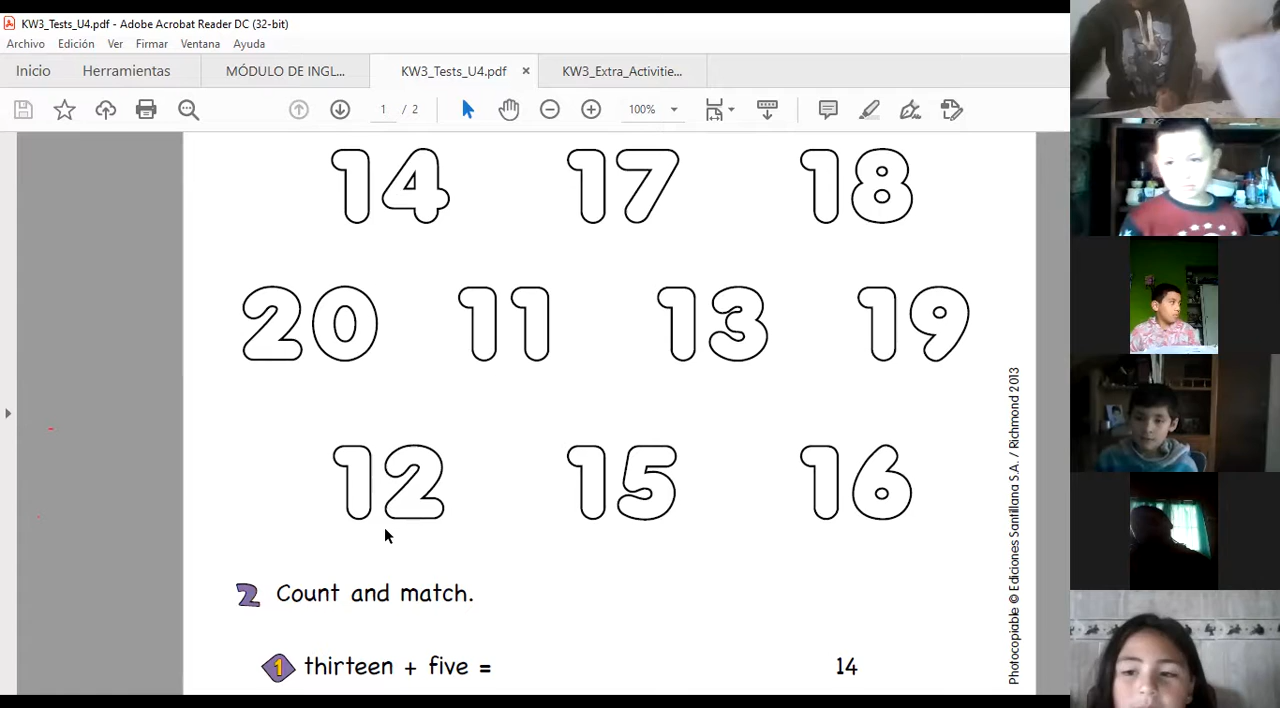 KW3_Tests_U4.pdf - Adobe Acrobat Reader DC (32-bit)
Archivo Edición Ver Firmar Ventana Ayuda
Inicio Herramientas MÓDULO DE INGL... KW3_Tests_U4.pdf × KW3_Extra_Activitie...
1 / 2 100%
14 17 18
20 11 13 19
12 15 16
2 Count and match.
1 thirteen + five = 14
Photocopiable © Ediciones Santillana S.A. / Richmond 2013